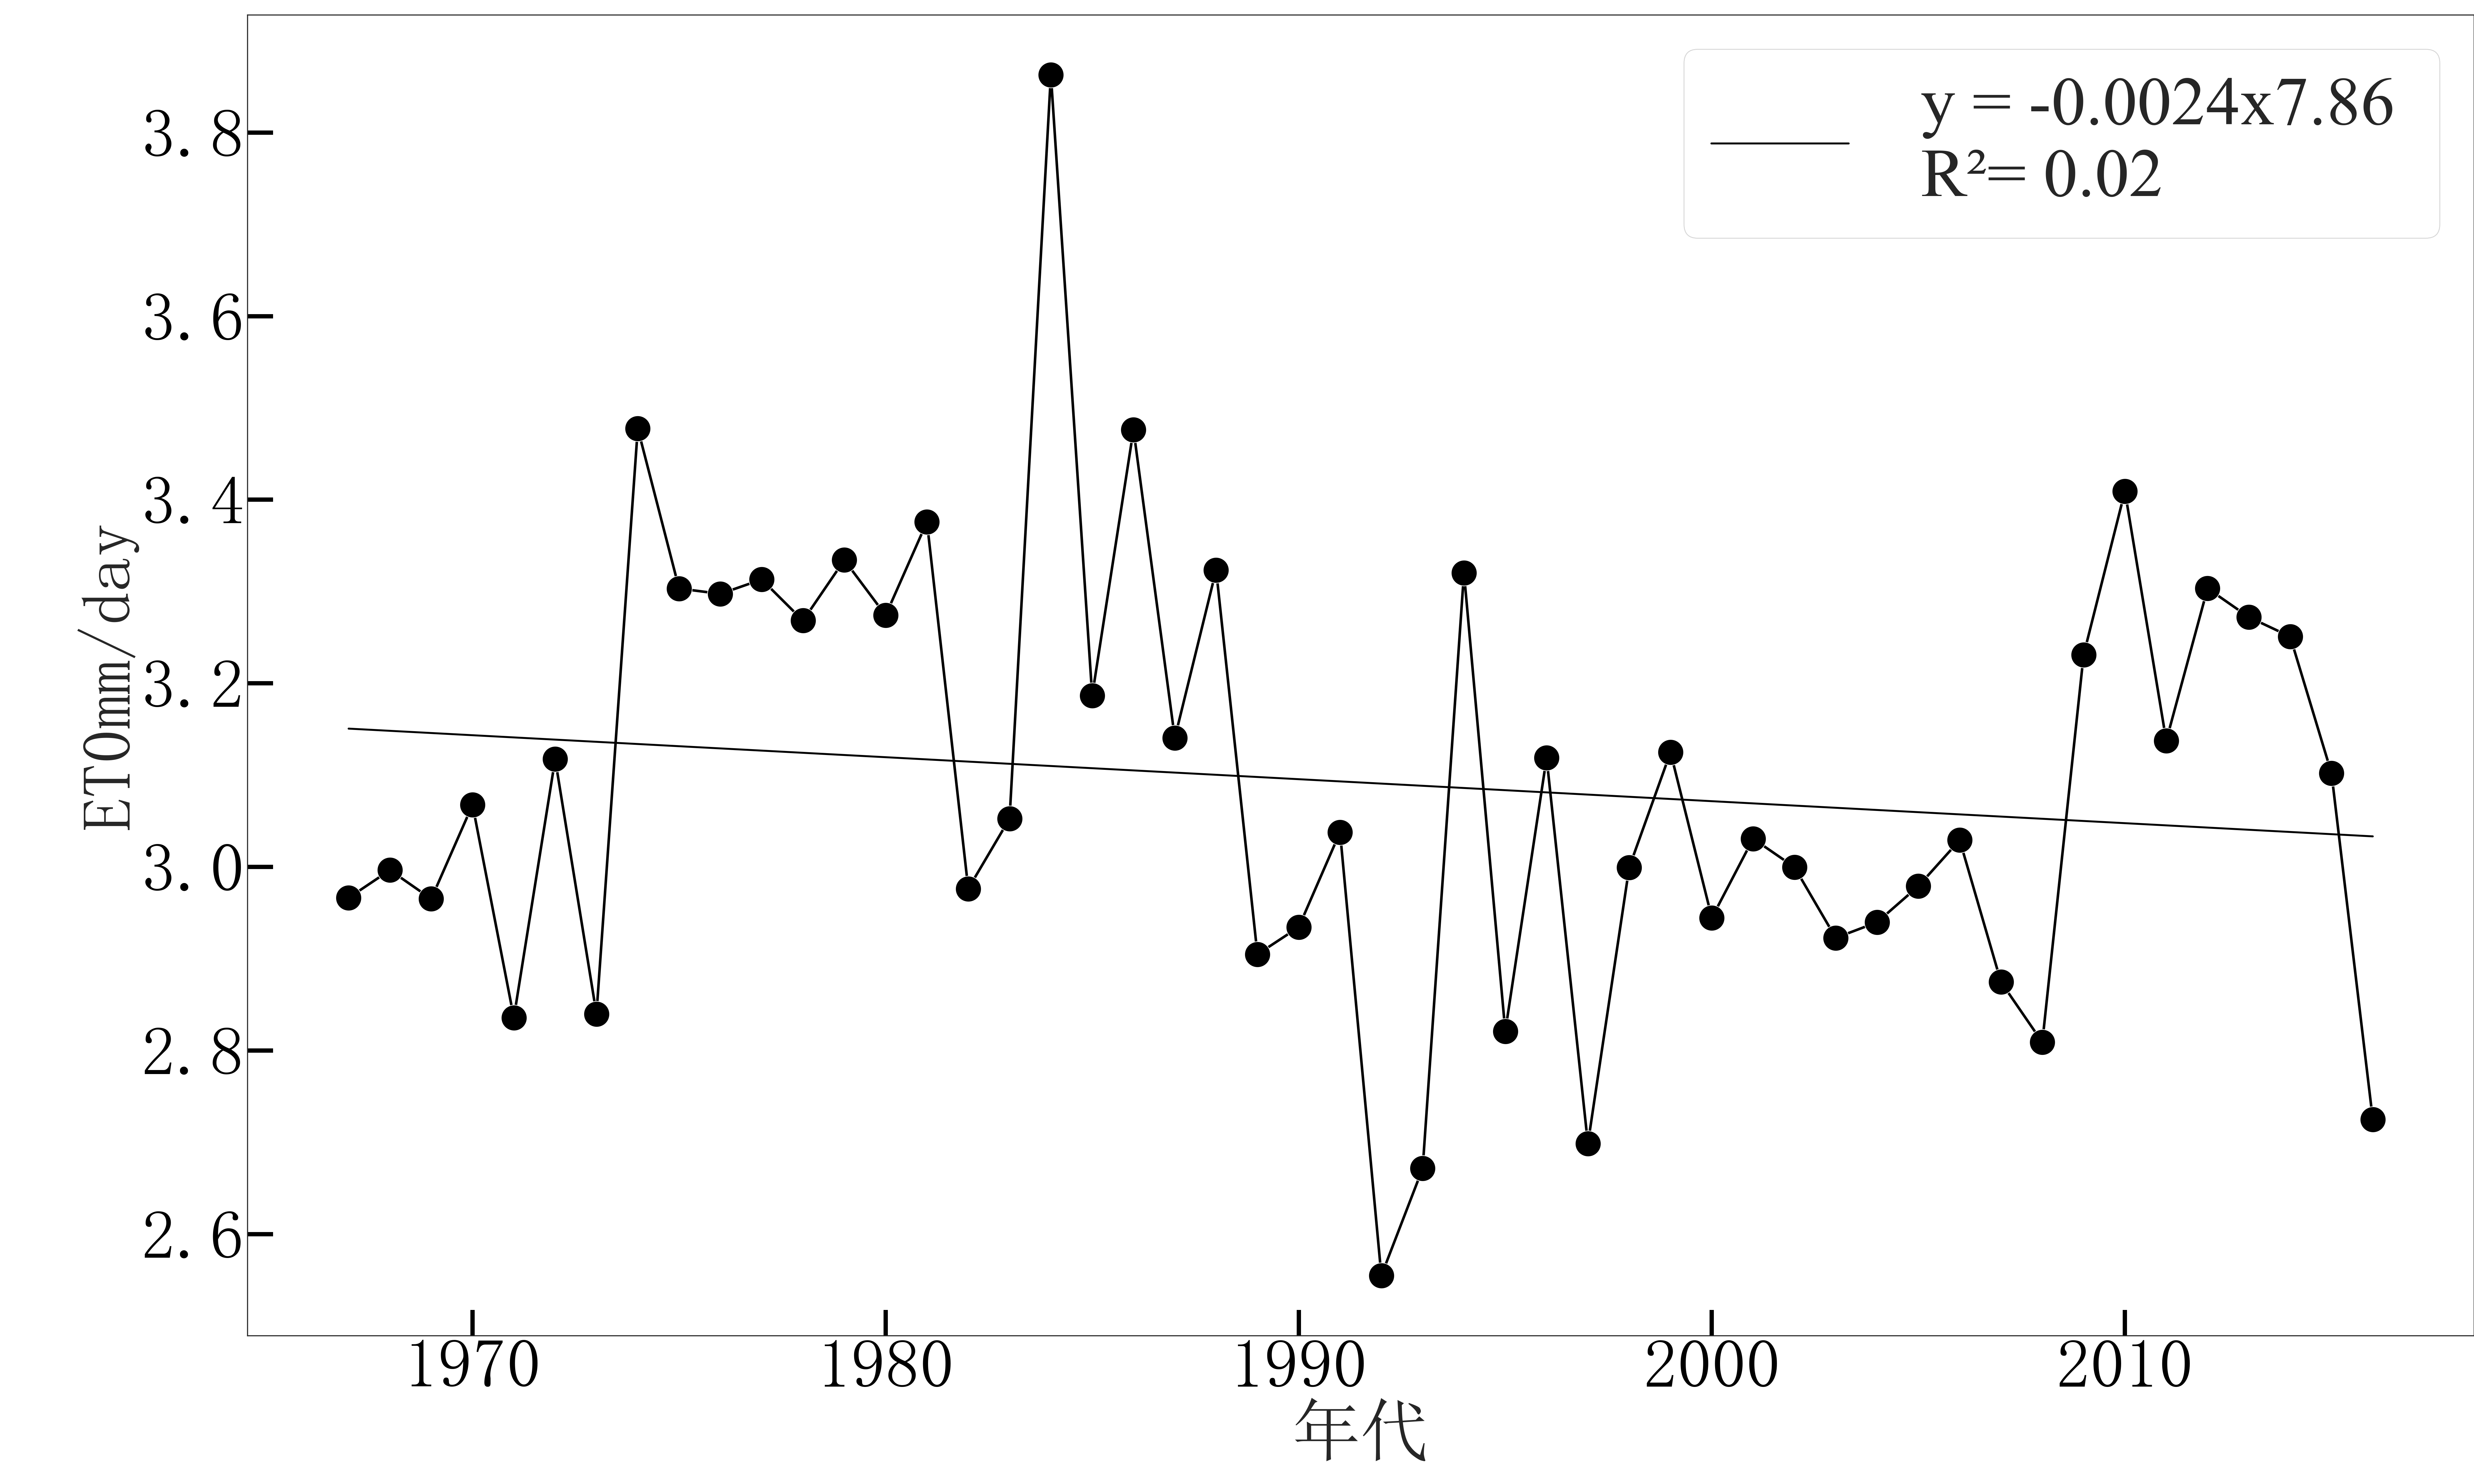 y = -0.0024x7.86
R²= 0.02
3. 8
3. 6
3. 4
3. 2
3. 0
2. 8
2. 6
ET0mm/day
1970 1980 1990 2000 2010
年代